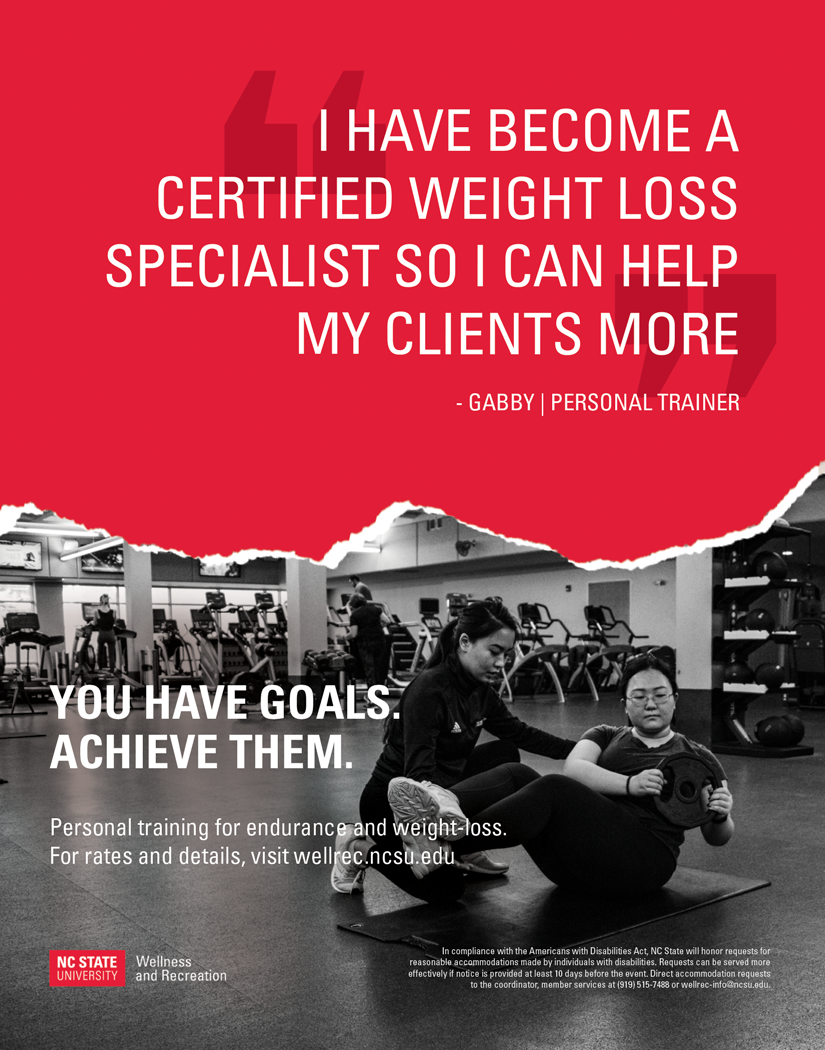 “
I HAVE BECOME A
CERTIFIED WEIGHT LOSS
SPECIALIST SO I CAN HELP
MY CLIENTS MORE
”
- GABBY | PERSONAL TRAINER
YOU HAVE GOALS.
ACHIEVE THEM.
Personal training for endurance and weight-loss.
For rates and details, visit wellrec.ncsu.edu
NC STATE
UNIVERSITY
Wellness
and Recreation
In compliance with the Americans with Disabilities Act, NC State will honor requests for
reasonable accommodations made by individuals with disabilities. Requests can be served more
effectively if notice is provided at least 10 days before the event. Direct accommodation requests
to the coordinator, member services at (919) 515-7488 or wellrec-info@ncsu.edu.